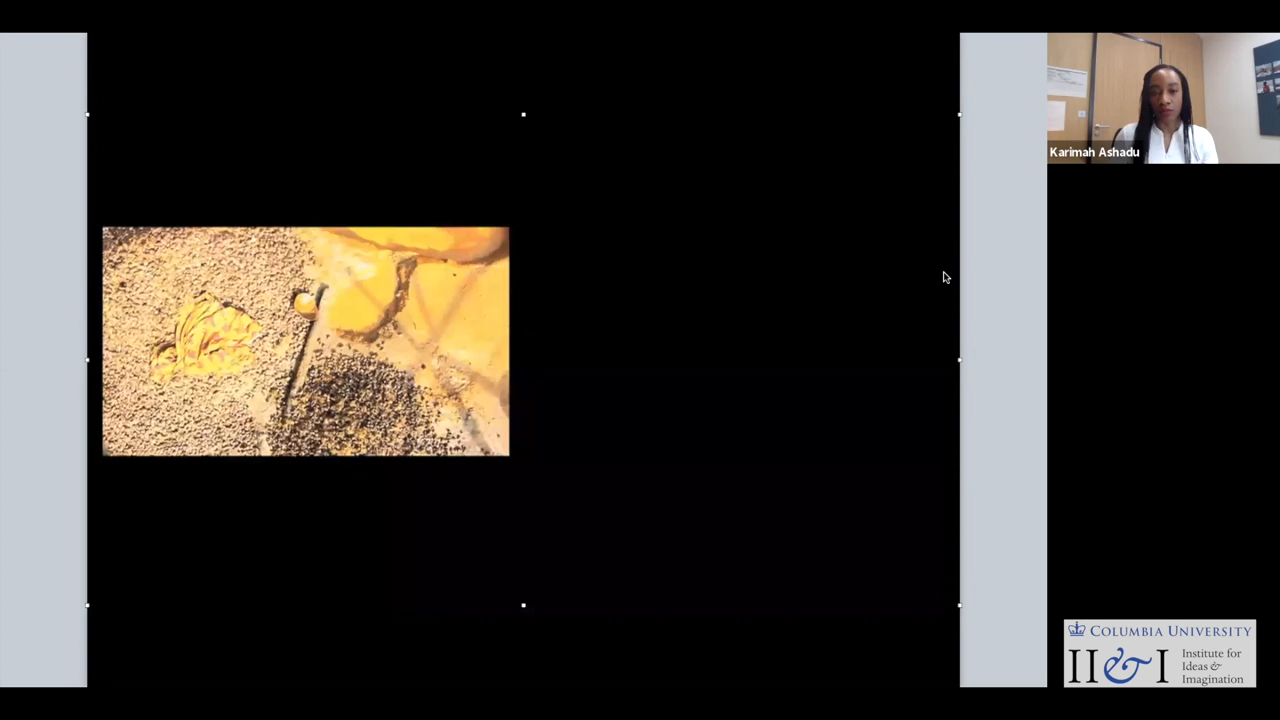 Karimah Ashadu
COLUMBIA UNIVERSITY
II&I
Institute for
Ideas &
Imagination